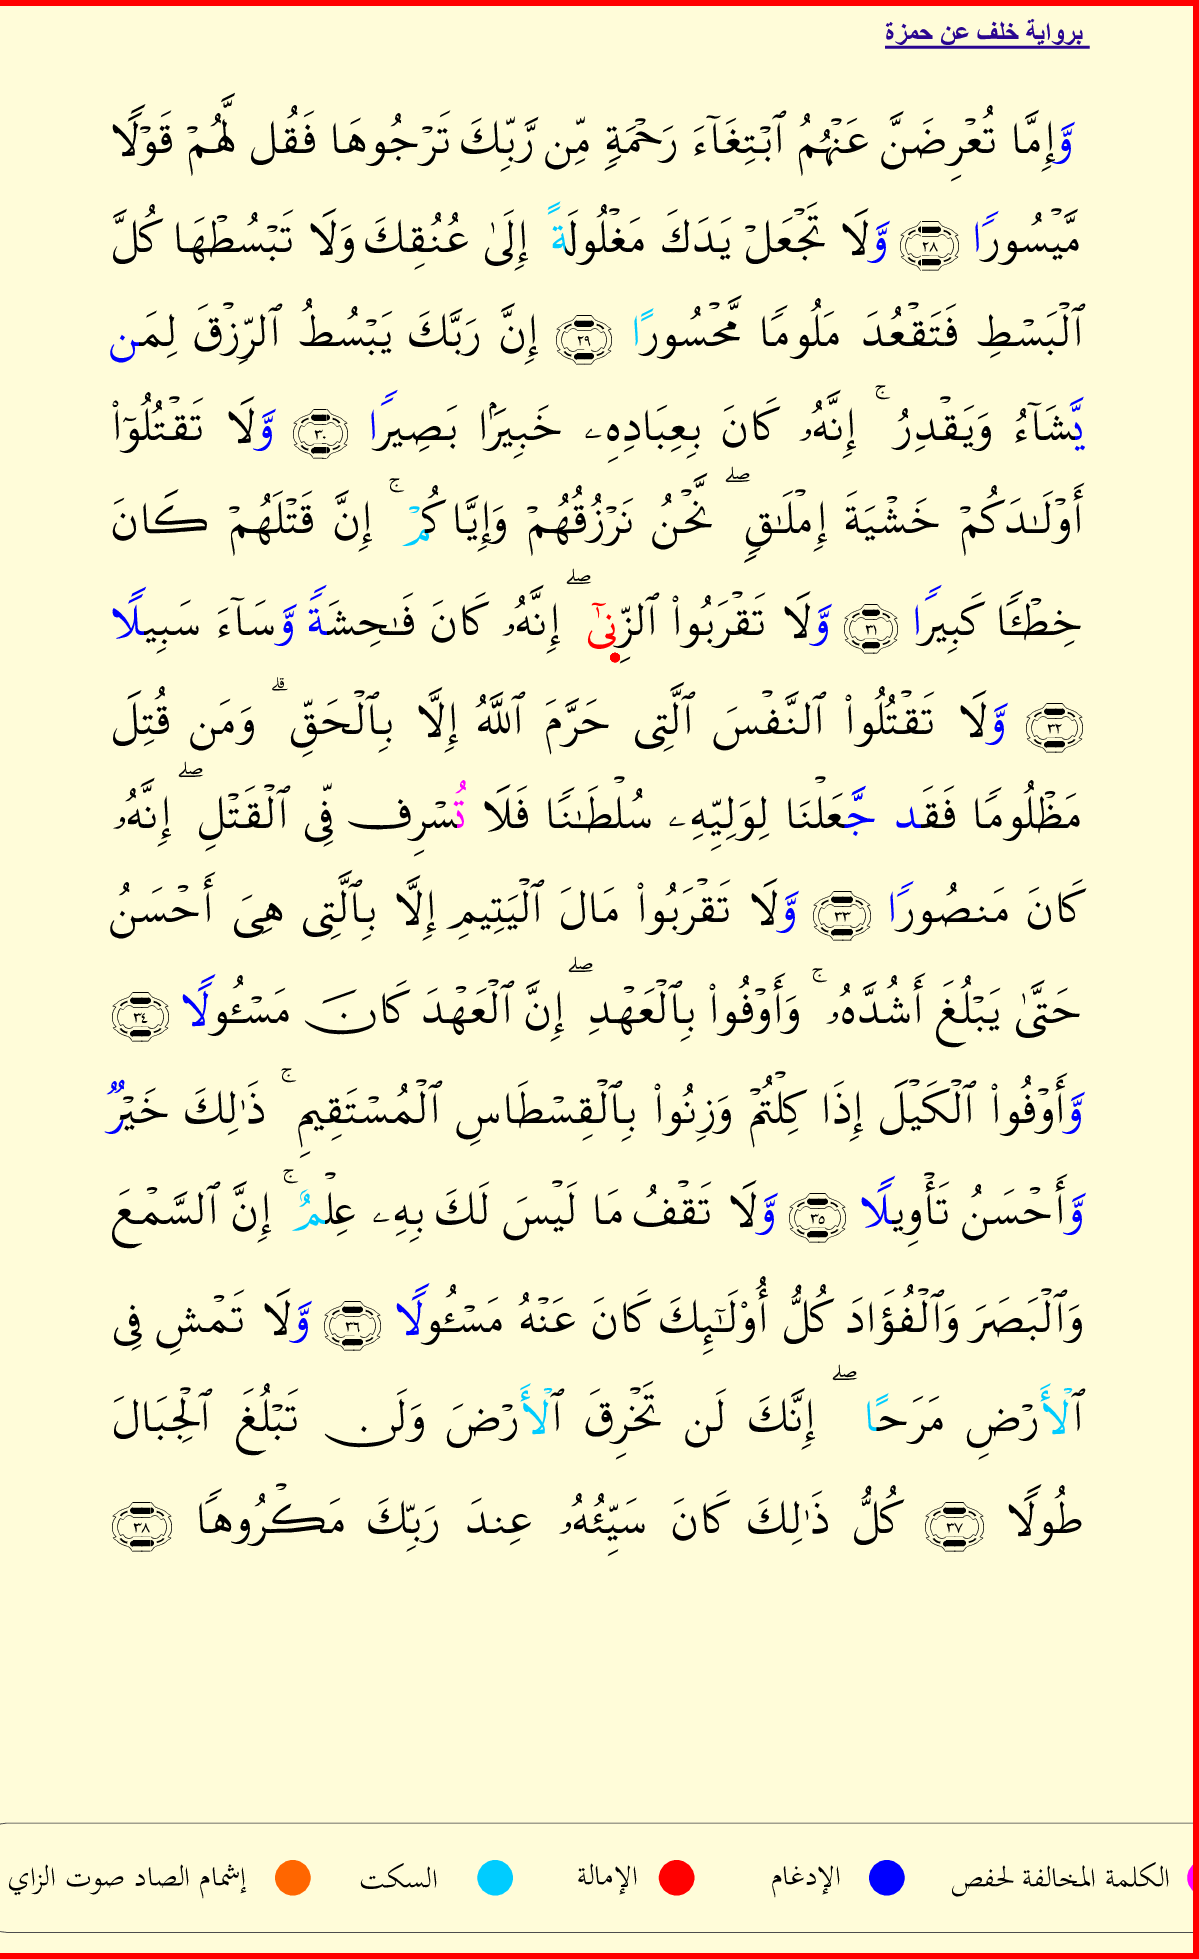 برواية خلف عن حمزة
وَّإِمَّا تُعۡرِضَنَّ عَنۡهُمُ ٱبۡتِغَآءَ رَحۡمَةٖ مِّن رَّبِّكَ تَرۡجُوهَا فَقُل لَّهُمۡ قَوۡلٗا
مَّيۡسُورٗا ٢٨ وَّلَا تَجۡعَلۡ يَدَكَ مَغۡلُولَةً إِلَىٰ عُنُقِكَ وَلَا تَبۡسُطۡهَا كُلَّ
ٱلۡبَسۡطِ فَتَقۡعُدَ مَلُومٗا مَّحۡسُورًا ٢٩ إِنَّ رَبَّكَ يَبۡسُطُ ٱلرِّزۡقَ لِمَن
يَّشَآءُ وَيَقۡدِرُۚ إِنَّهُۥ كَانَ بِعِبَادِهِۦ خَبِيرَۢا بَصِيرٗا ٣٠ وَّلَا تَقۡتُلُوٓاْ
أَوۡلَٰدَكُمۡ خَشۡيَةَ إِمۡلَٰقٖۖ نَّحۡنُ نَرۡزُقُهُمۡ وَإِيَّاكُمۡۚ إِنَّ قَتۡلَهُمۡ كَانَ
خِطۡـٔٗا كَبِيرٗا ٣١ وَّلَا تَقۡرَبُواْ ٱلزِّنَىٰٓۖ إِنَّهُۥ كَانَ فَٰحِشَةٗ وَّسَآءَ سَبِيلٗا
٣٢ وَّلَا تَقۡتُلُواْ ٱلنَّفۡسَ ٱلَّتِي حَرَّمَ ٱللَّهُ إِلَّا بِٱلۡحَقِّۗ وَمَن قُتِلَ
مَظۡلُومٗا فَقَد جَّعَلۡنَا لِوَلِيِّهِۦ سُلۡطَٰنٗا فَلَا تُسۡرِف فِّي ٱلۡقَتۡلِۖ إِنَّهُۥ
كَانَ مَنصُورٗا ٣٣ وَّلَا تَقۡرَبُواْ مَالَ ٱلۡيَتِيمِ إِلَّا بِٱلَّتِي هِيَ أَحۡسَنُ
حَتَّىٰ يَبۡلُغَ أَشُدَّهُۥۚ وَأَوۡفُواْ بِٱلۡعَهۡدِۖ إِنَّ ٱلۡعَهۡدَ كَانَ مَسۡـُٔولٗا ٣٤
وَّأَوۡفُواْ ٱلۡكَيۡلَ إِذَا كِلۡتُمۡ وَزِنُواْ بِٱلۡقِسۡطَاسِ ٱلۡمُسۡتَقِيمِۚ ذَٰلِكَ خَيۡرٞ
وَّأَحۡسَنُ تَأۡوِيلٗا ٣٥ وَّلَا تَقۡفُ مَا لَيۡسَ لَكَ بِهِۦ عِلۡمٌۚ إِنَّ ٱلسَّمۡعَ
وَٱلۡبَصَرَ وَٱلۡفُؤَادَ كُلُّ أُوْلَٰٓئِكَ كَانَ عَنۡهُ مَسۡـُٔولٗا ٣٦ وَّلَا تَمۡشِ فِي
ٱلۡأَرۡضِ مَرَحًاۖ إِنَّكَ لَن تَخۡرِقَ ٱلۡأَرۡضَ وَلَن تَبۡلُغَ ٱلۡجِبَالَ
طُولٗا ٣٧ كُلُّ ذَٰلِكَ كَانَ سَيِّئُهُۥ عِندَ رَبِّكَ مَكۡرُوهٗا ٣٨
الكلمة المخالفة لحفص الإدغام الإمالة السكت إشمام الصاد صوت الزاي